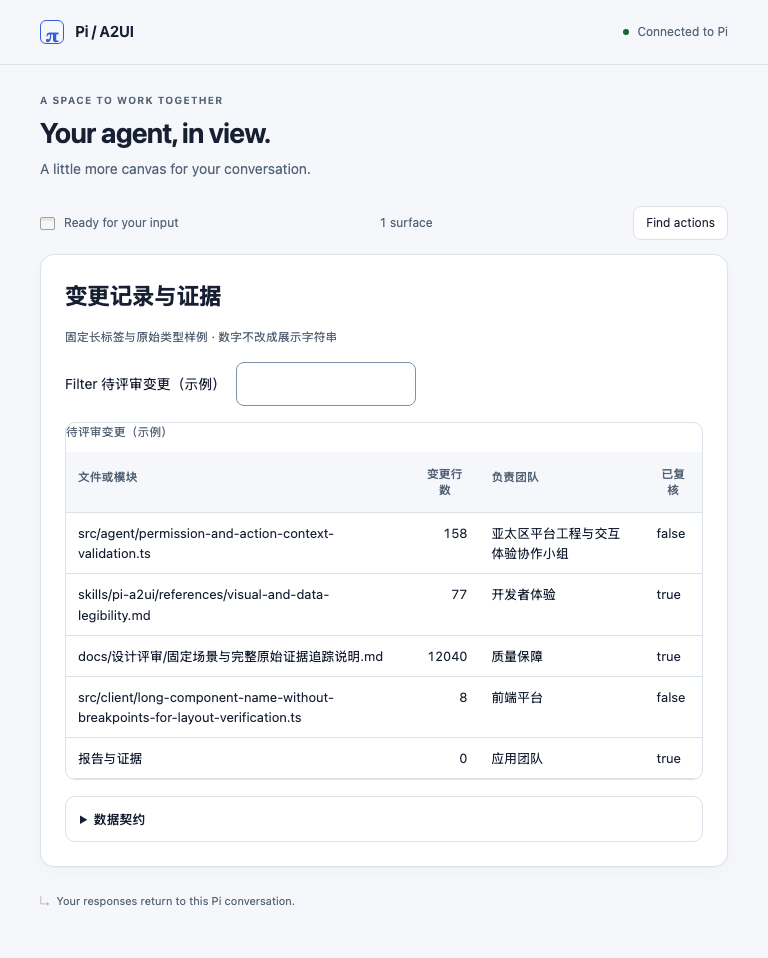 π Pi / A2UI
Connected to Pi
A SPACE TO WORK TOGETHER
Your agent, in view.
A little more canvas for your conversation.
Ready for your input
1 surface
Find actions
变更记录与证据
固定长标签与原始类型样例 · 数字不改成展示字符串
Filter 待评审变更（示例）
待评审变更（示例）
文件或模块
变更行
数
负责团队
已复
核
src/agent/permission-and-action-context-
validation.ts
158
亚太区平台工程与交互
体验协作小组
false
skills/pi-a2ui/references/visual-and-data-
legibility.md
77
开发者体验
true
docs/设计评审/固定场景与完整原始证据追踪说明.md
12040
质量保障
true
src/client/long-component-name-without-
breakpoints-for-layout-verification.ts
8
前端平台
false
报告与证据
0
应用团队
true
数据契约
Your responses return to this Pi conversation.